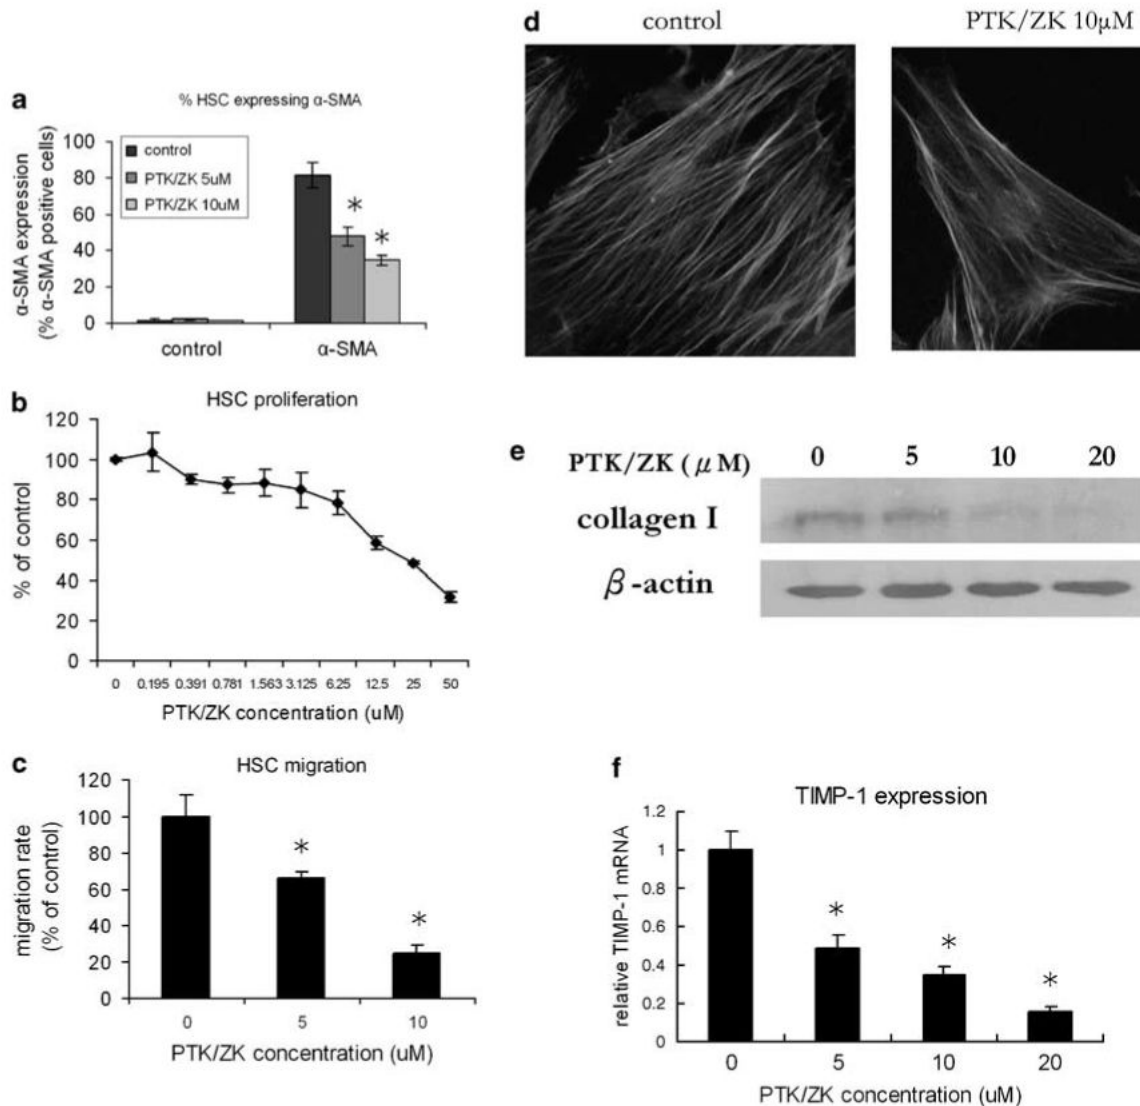 a
% HSC expressing α-SMA
α-SMA expression
(% α-SMA positive cells)
100
80
60
40
20
0
control
PTK/ZK 5uM
PTK/ZK 10uM
*
*
control
α-SMA
b
HSC proliferation
% of control
120
100
80
60
40
20
0
0 0.195 0.391 0.781 1.563 3.125 6.25 12.5 25 50
PTK/ZK concentration (uM)
c
HSC migration
migration rate
(% of control)
120
100
80
60
40
20
0
*
*
0 5 10
PTK/ZK concentration (uM)
d
control
PTK/ZK 10μM
e
PTK/ZK (μM) 0 5 10 20
collagen I
β-actin
f
TIMP-1 expression
relative TIMP-1 mRNA
1.2
1
0.8
0.6
0.4
0.2
0
*
*
*
0 5 10 20
PTK/ZK concentration (uM)